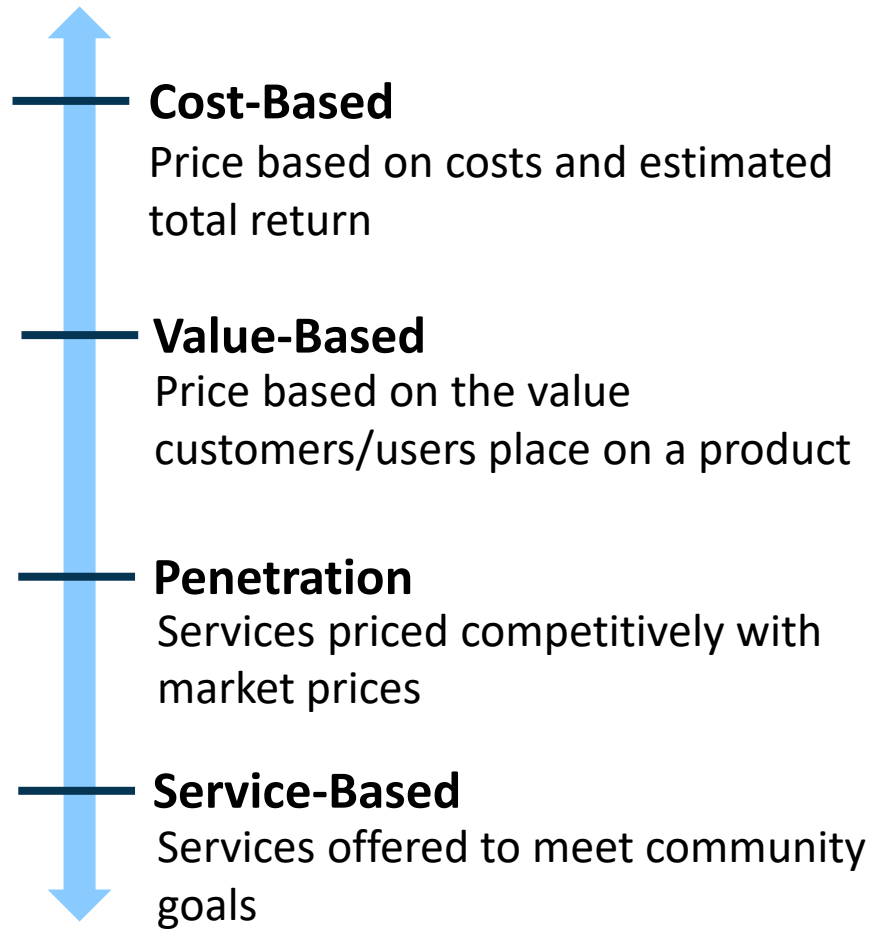 Cost-Based
Price based on costs and estimated
total return
Value-Based
Price based on the value
customers/users place on a product
Penetration
Services priced competitively with
market prices
Service-Based
Services offered to meet community
goals